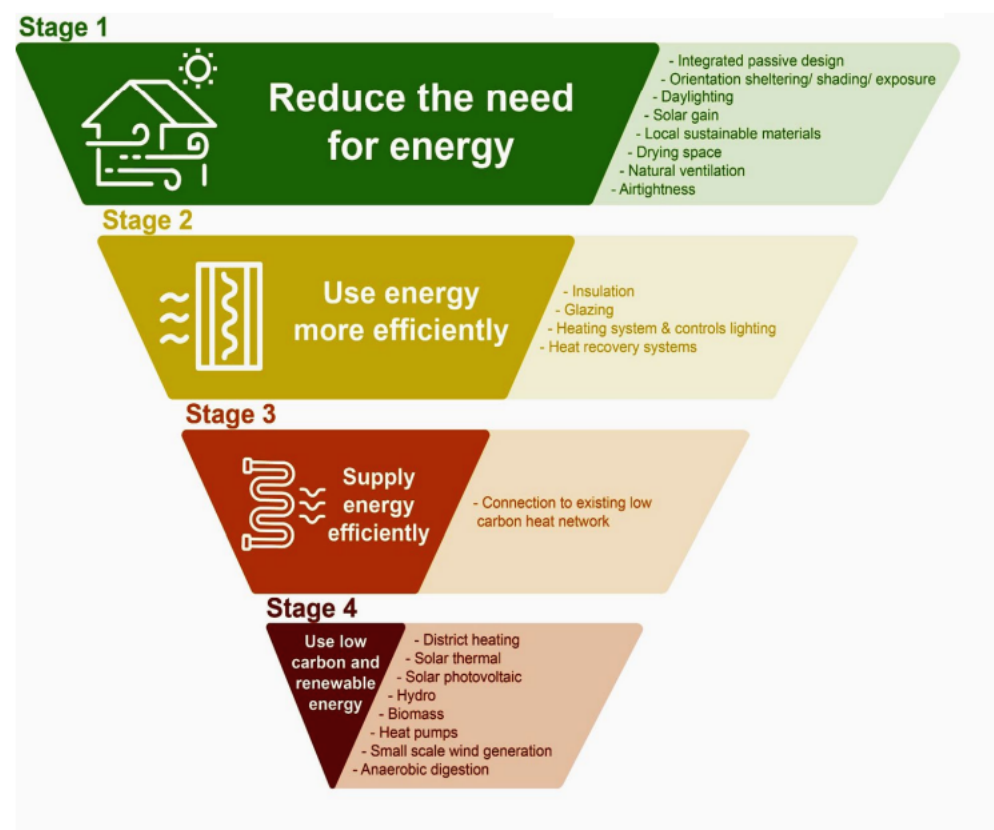 Stage 1
Reduce the need
for energy
- Integrated passive design
- Orientation sheltering/ shading/ exposure
- Daylighting
- Solar gain
- Local sustainable materials
- Drying space
- Natural ventilation
- Airtightness
Stage 2
Use energy
more efficiently
- Insulation
- Glazing
- Heating system & controls lighting
- Heat recovery systems
Stage 3
Supply
energy
efficiently
- Connection to existing low
carbon heat network
Stage 4
Use low
carbon and
renewable
energy
- District heating
- Solar thermal
- Solar photovoltaic
- Hydro
- Biomass
- Heat pumps
- Small scale wind generation
- Anaerobic digestion